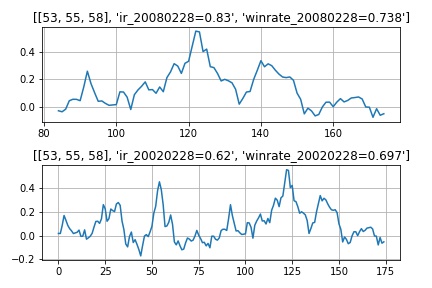 [[53, 55, 58], 'ir_20080228=0.83', 'winrate_20080228=0.738']
0.4
0.2
0.0
80 100 120 140 160
[[53, 55, 58], 'ir_20020228=0.62', 'winrate_20020228=0.697']
0.4
0.2
0.0
−0.2
0 25 50 75 100 125 150 175